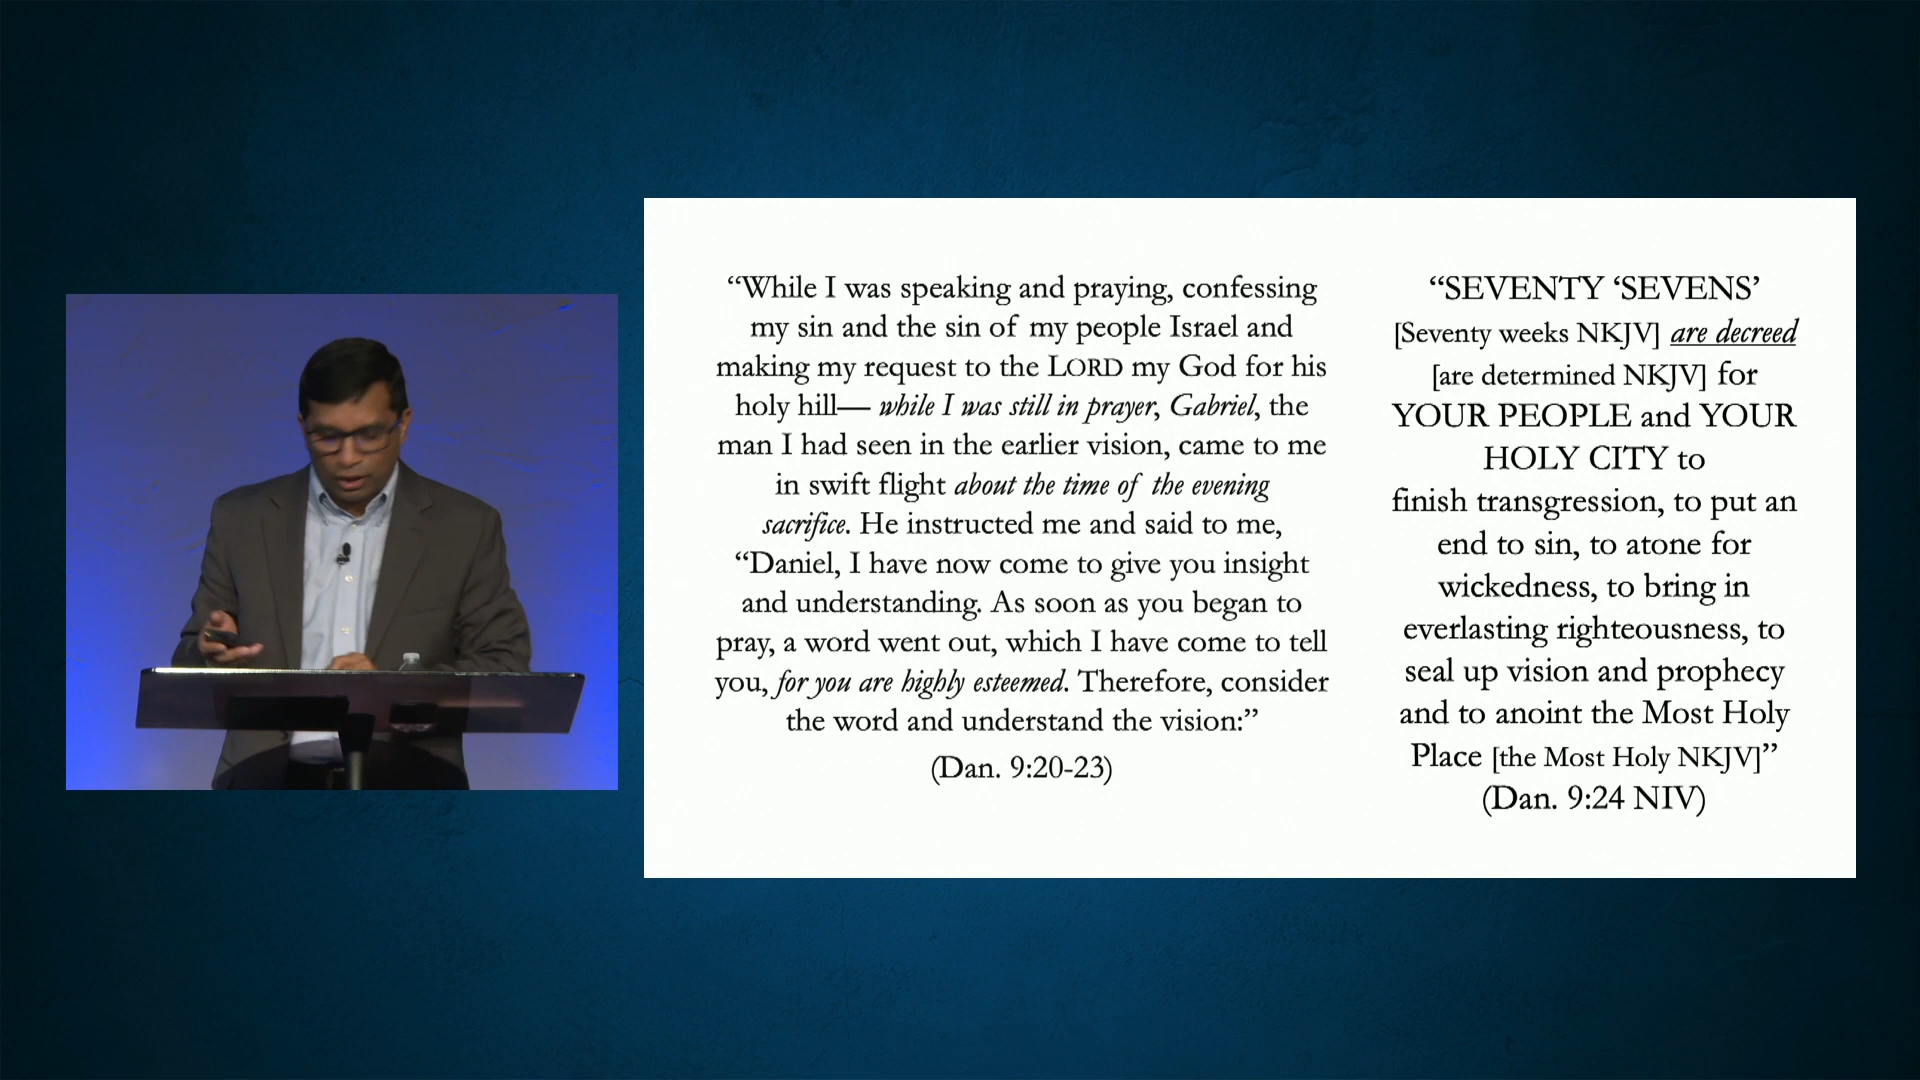 “While I was speaking and praying, confessing
my sin and the sin of my people Israel and
making my request to the LORD my God for his
holy hill— while I was still in prayer, Gabriel, the
man I had seen in the earlier vision, came to me
in swift flight about the time of the evening
sacrifice. He instructed me and said to me,
“Daniel, I have now come to give you insight
and understanding. As soon as you began to
pray, a word went out, which I have come to tell
you, for you are highly esteemed. Therefore, consider
the word and understand the vision:”
(Dan. 9:20-23)
“SEVENTY ‘SEVENS’
[Seventy weeks NKJV] are decreed
[are determined NKJV] for
YOUR PEOPLE and YOUR
HOLY CITY to
finish transgression, to put an
end to sin, to atone for
wickedness, to bring in
everlasting righteousness, to
seal up vision and prophecy
and to anoint the Most Holy
Place [the Most Holy NKJV]”
(Dan. 9:24 NIV)